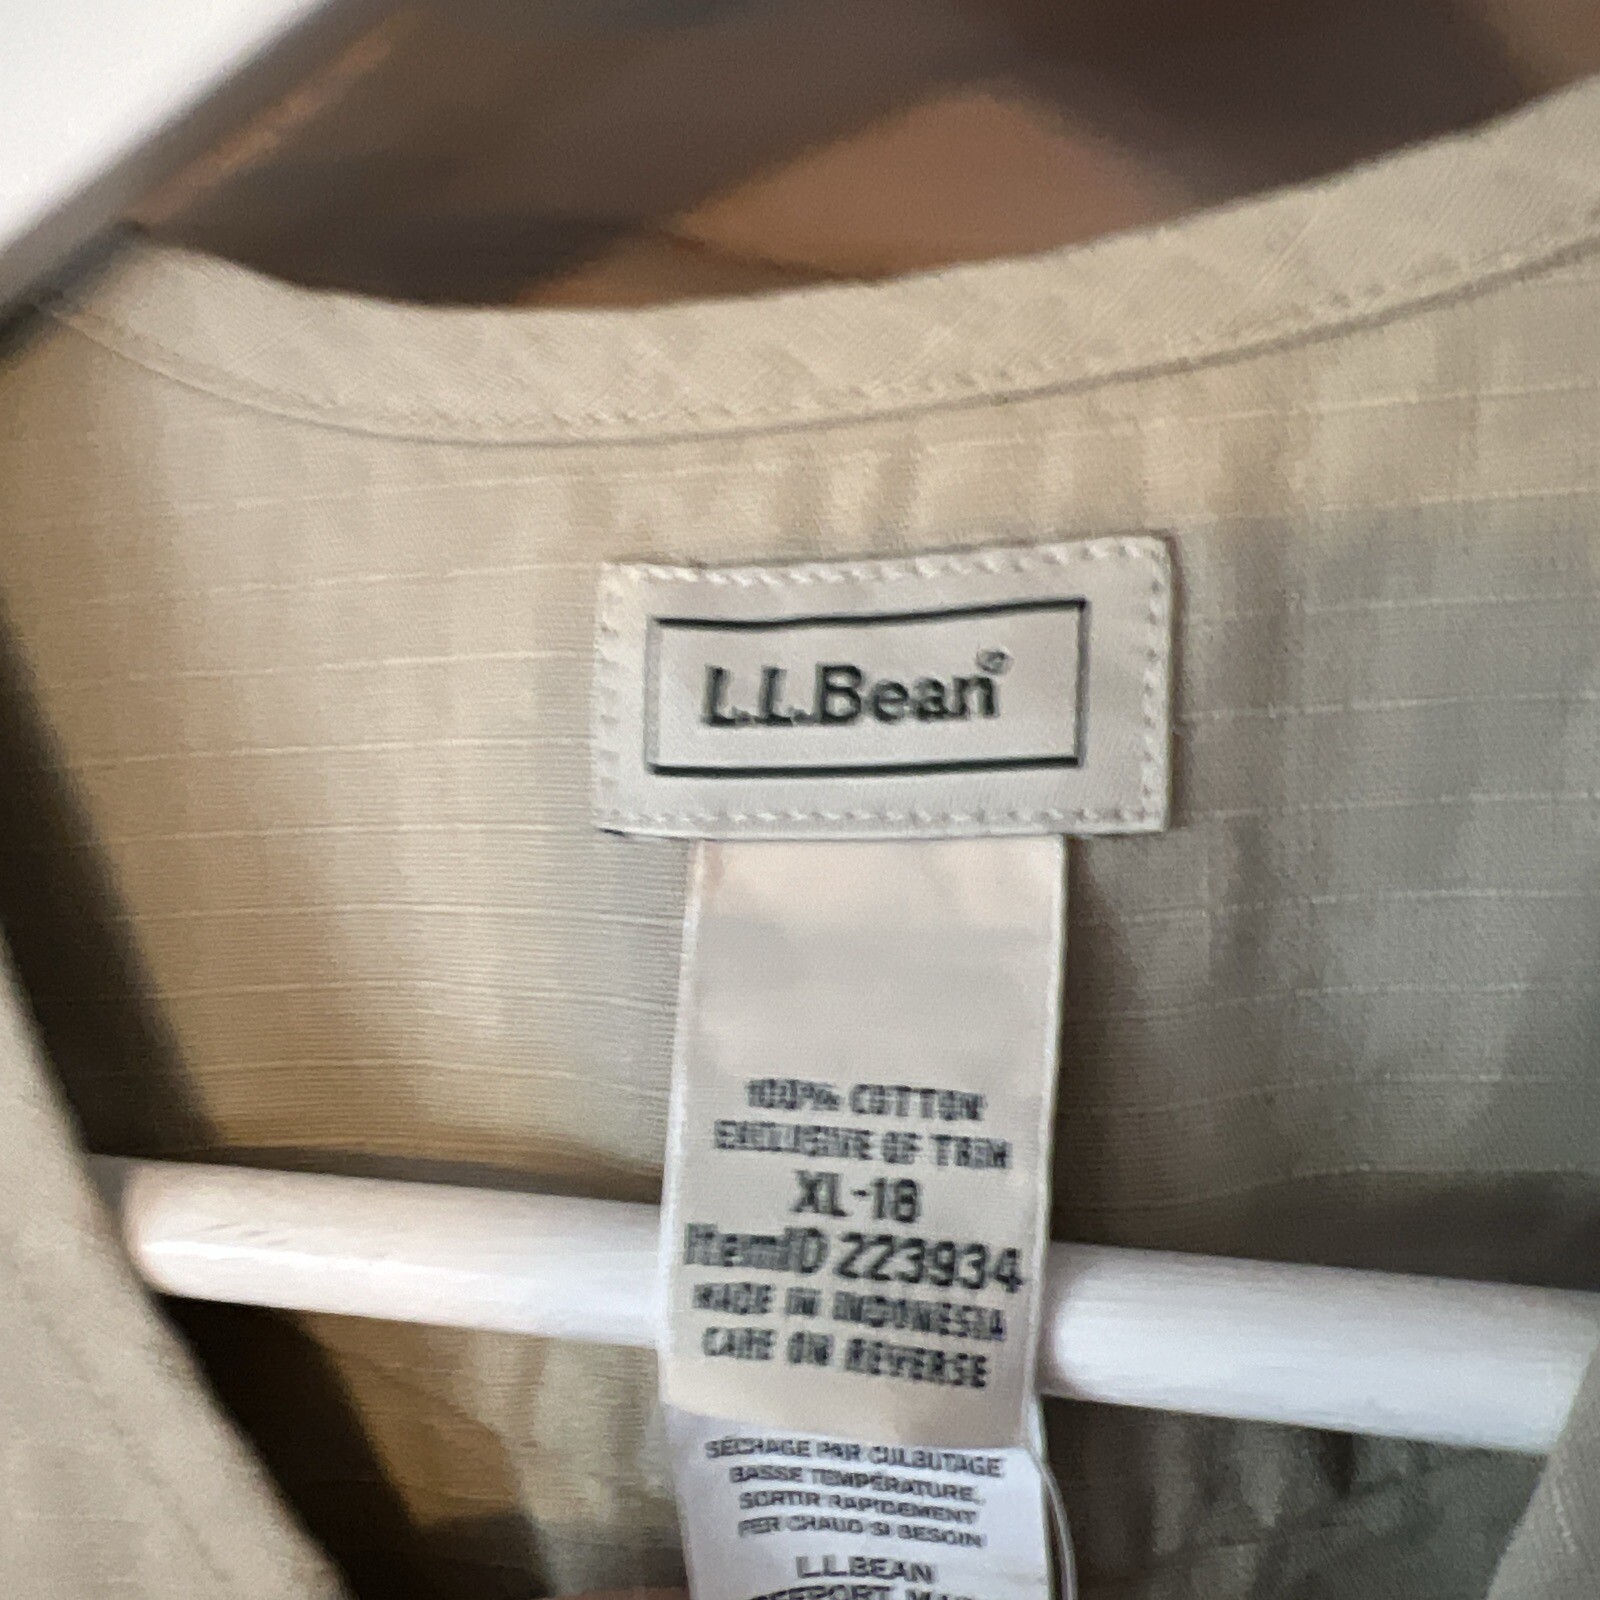 L.L.Bean®
100% COTTON
EXCLUSIVE OF TRIM
XL-18
ItemID 223934
MADE IN INDONESIA
CARE ON REVERSE
SÉCHAGE PAR CULBUTAGE
BASSE TEMPÉRATURE,
SORTIR RAPIDEMENT
FER CHAUD SI BESOIN
L.L.BEAN